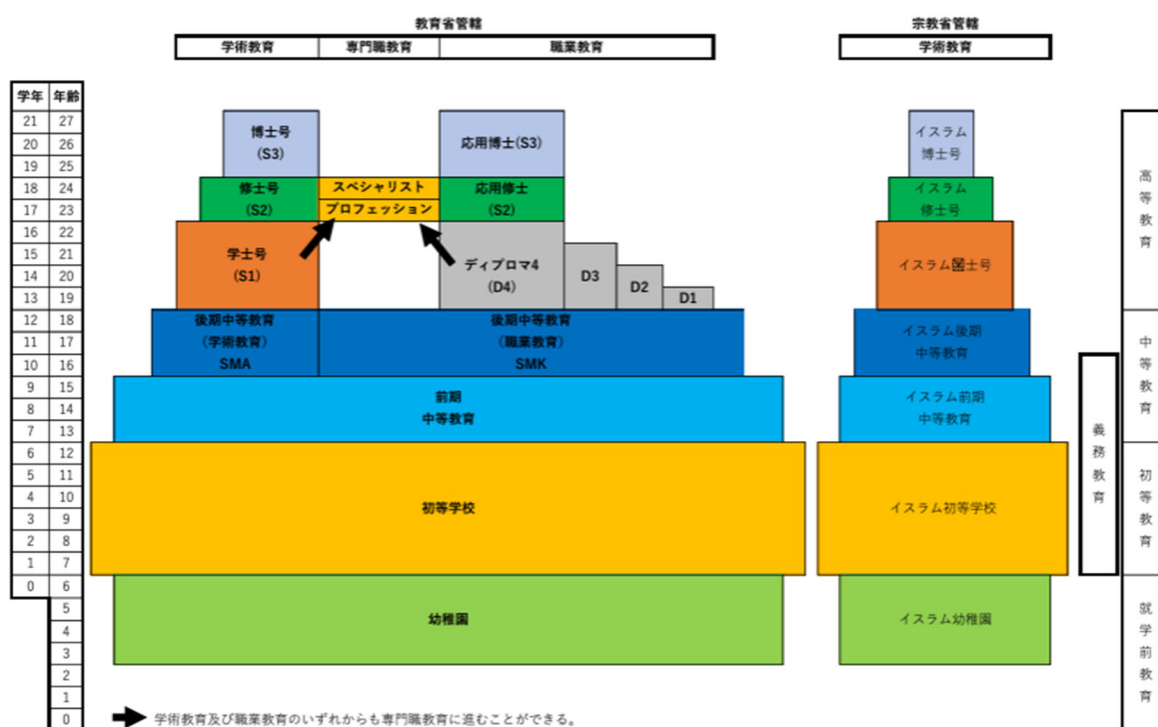 教育省管轄
宗教省管轄
学術教育 専門職教育 職業教育
学術教育
学年 年齢
21 27
20 26
19 25
18 24
17 23
16 22
15 21
14 20
13 19
12 18
11 17
10 16
9 15
8 14
7 13
6 12
5 11
4 10
3 9
2 8
1 7
0 6
5
4
3
2
1
0
博士号
(S3)
修士号
(S2)
学士号
(S1)
スペシャリスト
プロフェッション
応用博士(S3)
応用修士
(S2)
ディプロマ4
(D4)
D3
D2
D1
後期中等教育
(学術教育)
SMA
後期中等教育
(職業教育)
SMK
前期
中等教育
初等学校
幼稚園
イスラム
博士号
イスラム
修士号
イスラム士号
イスラム後期
中等教育
イスラム前期
中等教育
イスラム初等学校
イスラム幼稚園
義務教育
高等教育
中等教育
初等教育
就学前教育
学術教育及び職業教育のいずれからも専門職教育に進むことができる。